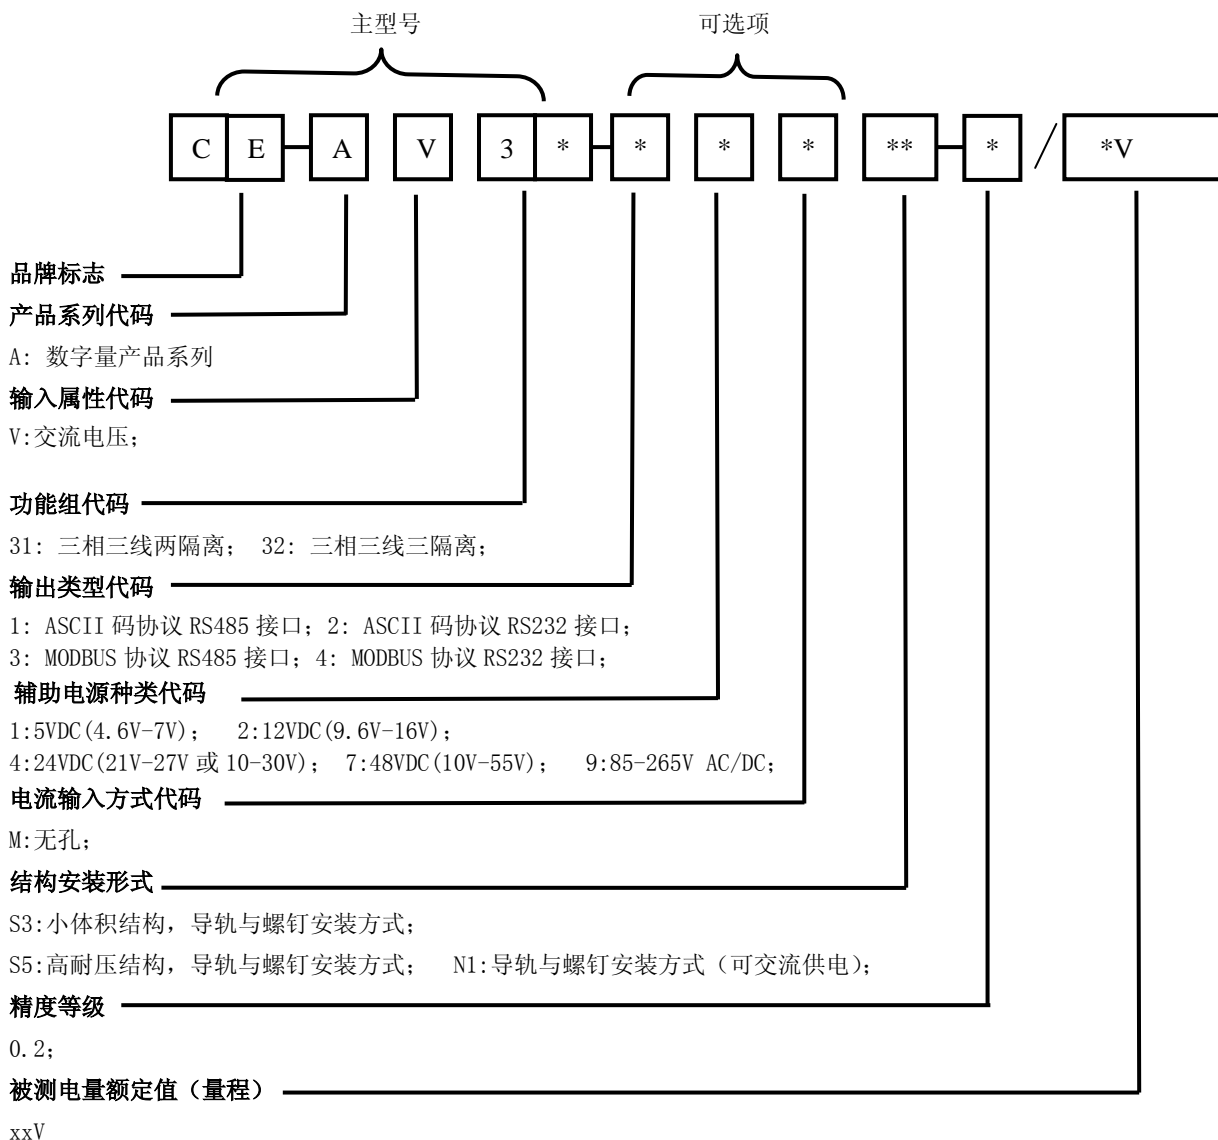 主型号 可选项
C E A V 3 * * * * ** * / *V
品牌标志
产品系列代码
A: 数字量产品系列
输入属性代码
V:交流电压;
功能组代码
31: 三相三线两隔离; 32: 三相三线三隔离;
输出类型代码
1: ASCII 码协议 RS485 接口; 2: ASCII 码协议 RS232 接口;
3: MODBUS 协议 RS485 接口; 4: MODBUS 协议 RS232 接口;
辅助电源种类代码
1:5VDC(4.6V-7V); 2:12VDC(9.6V-16V);
4:24VDC(21V-27V 或 10-30V); 7:48VDC(10V-55V); 9:85-265V AC/DC;
电流输入方式代码
M:无孔;
结构安装形式
S3:小体积结构，导轨与螺钉安装方式;
S5:高耐压结构，导轨与螺钉安装方式; N1:导轨与螺钉安装方式（可交流供电）;
精度等级
0.2;
被测电量额定值（量程）
xxV